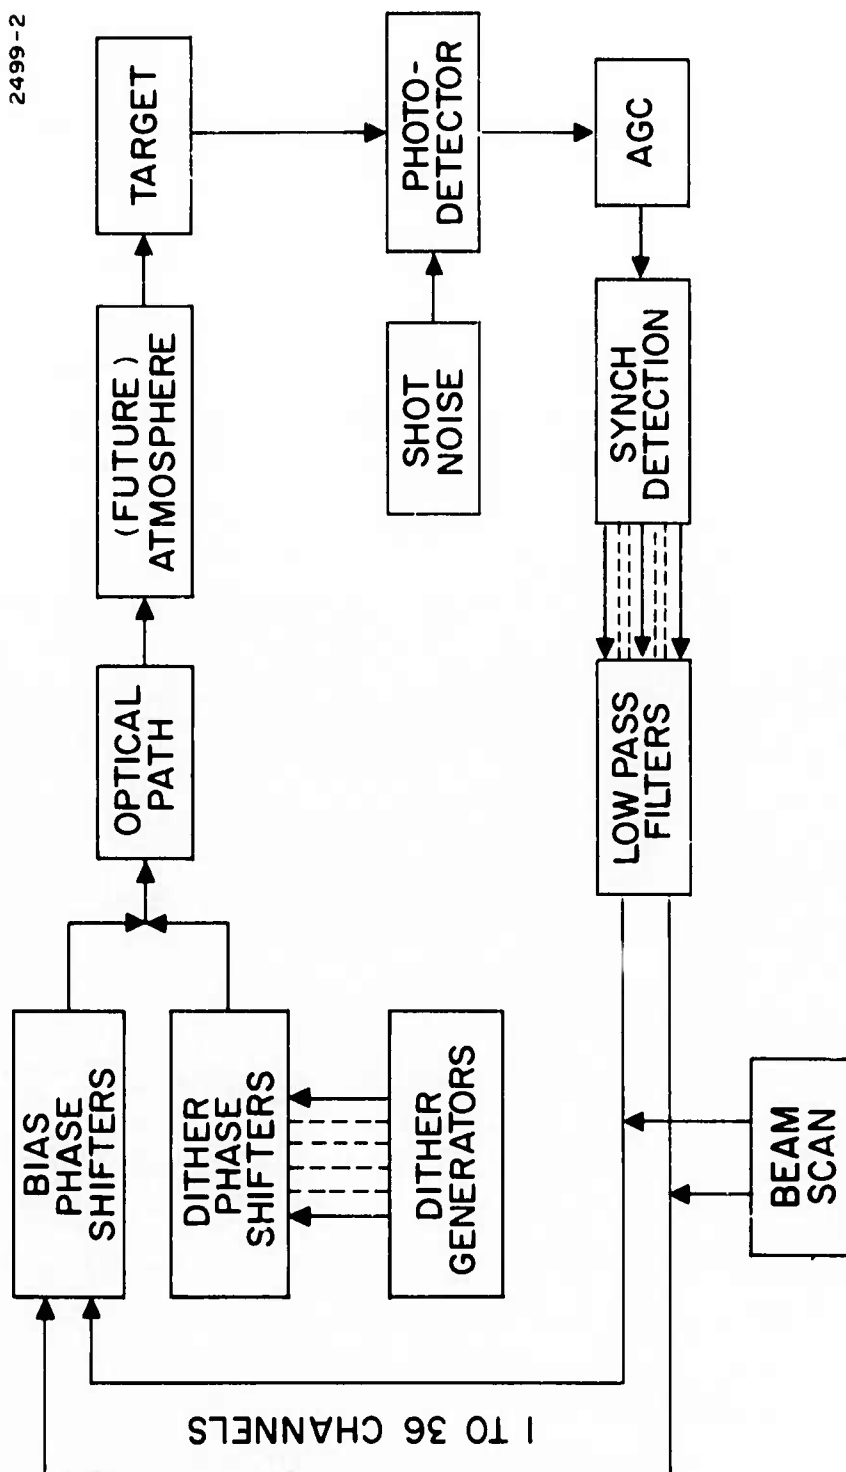 2499-2
BIAS
PHASE
SHIFTERS
DITHER
PHASE
SHIFTERS
DITHER
GENERATORS
OPTICAL
PATH
(FUTURE)
ATMOSPHERE
TARGET
SHOT
NOISE
PHOTO-
DETECTOR
AGC
SYNCH
DETECTION
LOW PASS
FILTERS
BEAM
SCAN
1 TO 36 CHANNELS